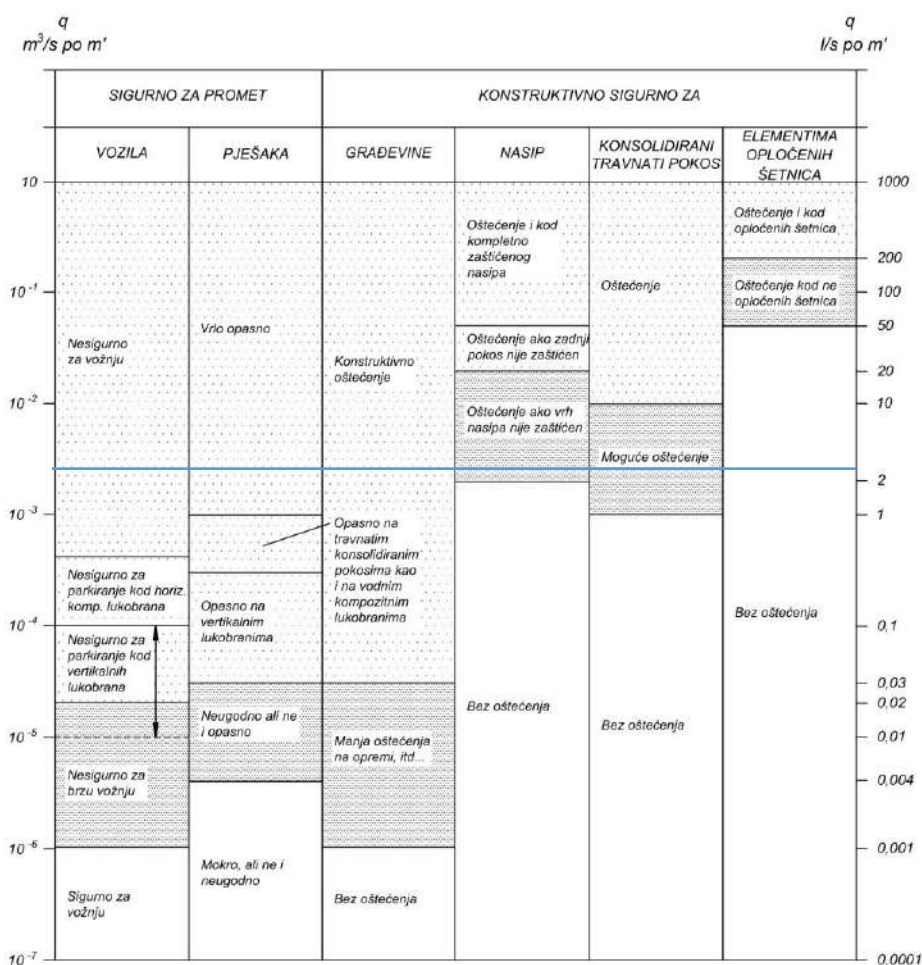 q
m³/s po m'
q
l/s po m'
SIGURNO ZA PROMET
KONSTRUKTIVNO SIGURNO ZA
VOZILA
PJEŠAKA
GRAĐEVINE
NASIP
KONSOLIDIRANI
TRAVNATI POKOS
ELEMENTIMA
OPLOČENIH
ŠETNICA
10
10⁻¹
10⁻²
10⁻³
10⁻⁴
10⁻⁵
10⁻⁶
10⁻⁷
Nesigurno
za vožnju
Nesigurno za
parkiranje kod horiz.
komp. lukobrana
Nesigurno za
parkiranje kod
vertikalnih
lukobrana
Nesigurno za
brzu vožnju
Sigurno za
vožnju
Vrlo opasno
Opasno na
vertikalnim
lukobranima
Neugodno ali ne
i opasno
Mokro, ali ne i
neugodno
Konstruktivno
oštećenje
Opasno na
travnatim
konsolidiranim
pokosima kao
i na vodnim
kompozitnim
lukobranima
Manja oštećenja
na opremi, itd...
Bez oštećenja
Oštećenje i kod
kompletno
zaštićenog
nasipa
Oštećenje ako zadnji
pokos nije zaštićen
Oštećenje ako vrh
nasipa nije zaštićen
Bez oštećenja
Oštećenje
Moguće oštećenje
Bez oštećenja
Oštećenje i kod
opločenih šetnica
Oštećenje kod ne
opločenih šetnica
Bez oštećenja
1000
200
100
50
20
10
2
1
0,1
0,03
0,02
0,01
0,004
0,001
0.0001